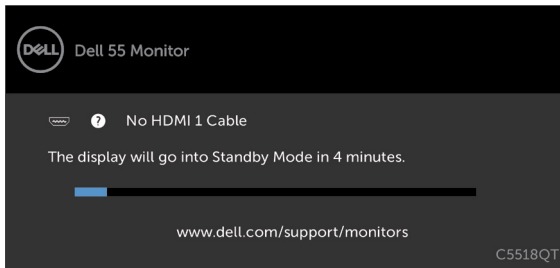 DELL Dell 55 Monitor
? No HDMI 1 Cable
The display will go into Standby Mode in 4 minutes.
www.dell.com/support/monitors
C5518QT